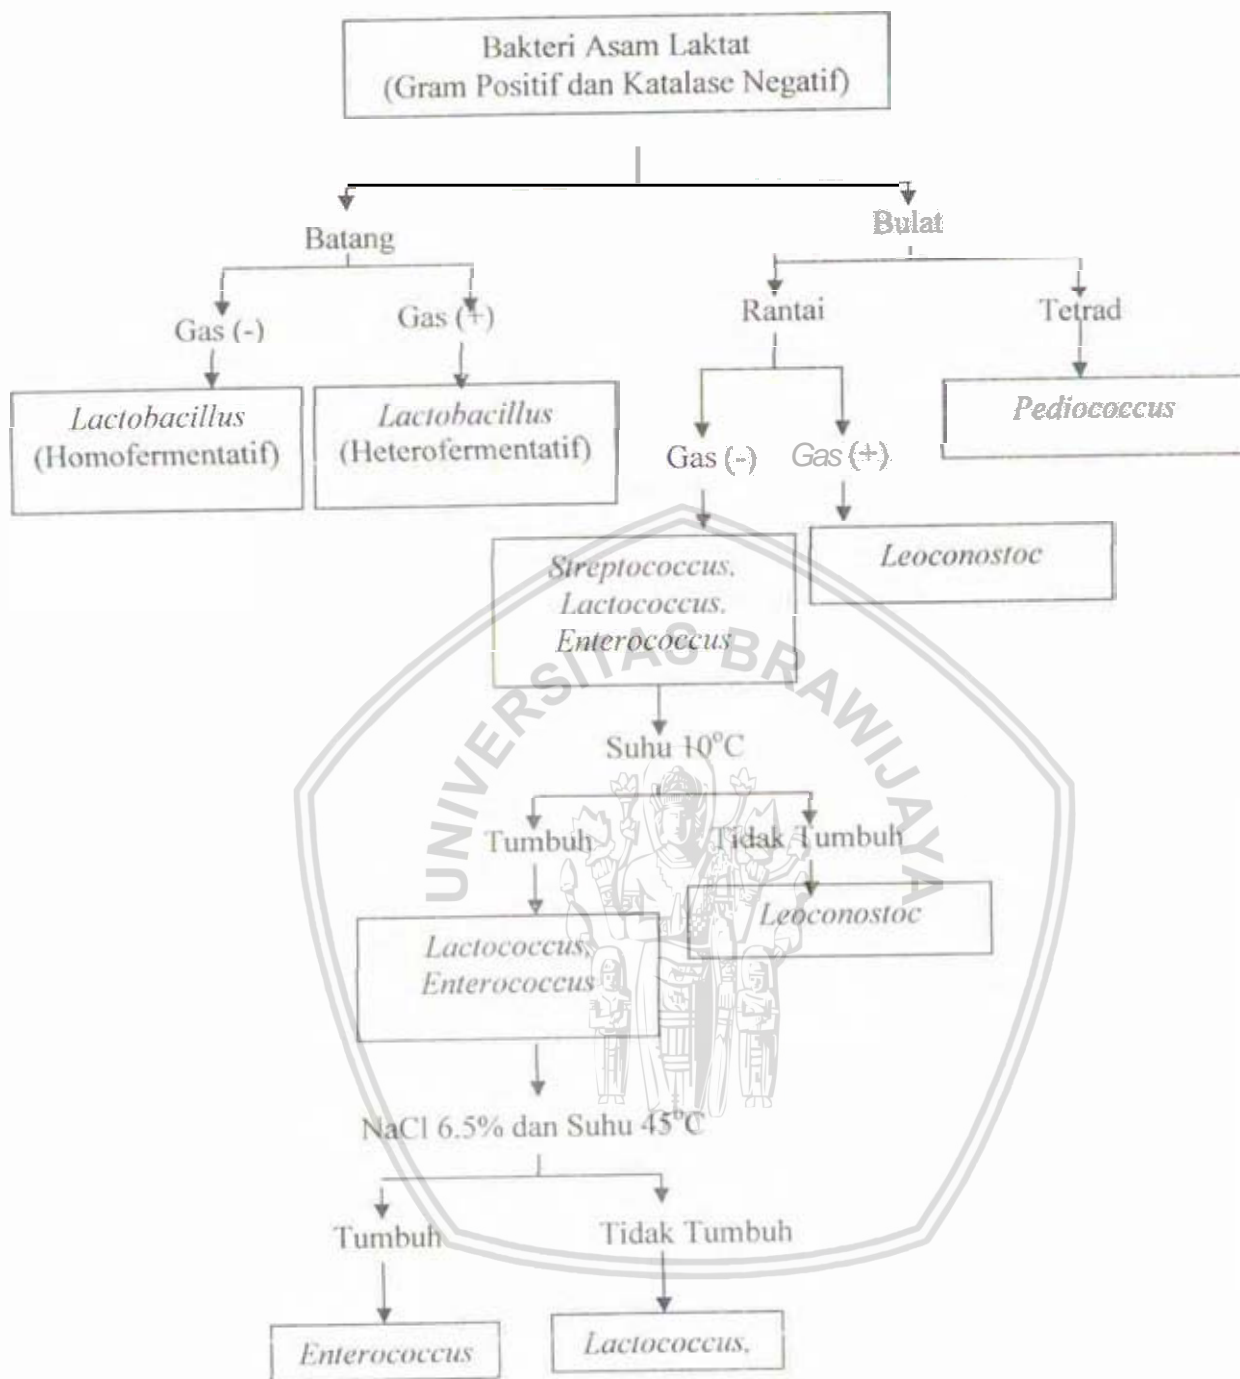 Bakteri Asam Laktat
(Gram Positif dan Katalase Negatif)
Batang
Bulat
Gas (-)
Gas (+)
Rantai
Tetrad
Lactobacillus
(Homofermentatif)
Lactobacillus
(Heterofermentatif)
Pediococcus
Gas (-)
Gas (+)
Streptococcus,
Lactococcus,
Enterococcus
Leoconostoc
UNIVERSITAS BRAWIJAYA
Suhu 10°C
Tumbuh
Tidak Tumbuh
Lactococcus,
Enterococcus
Leoconostoc
NaCl 6.5% dan Suhu 45°C
Tumbuh
Tidak Tumbuh
Enterococcus
Lactococcus,